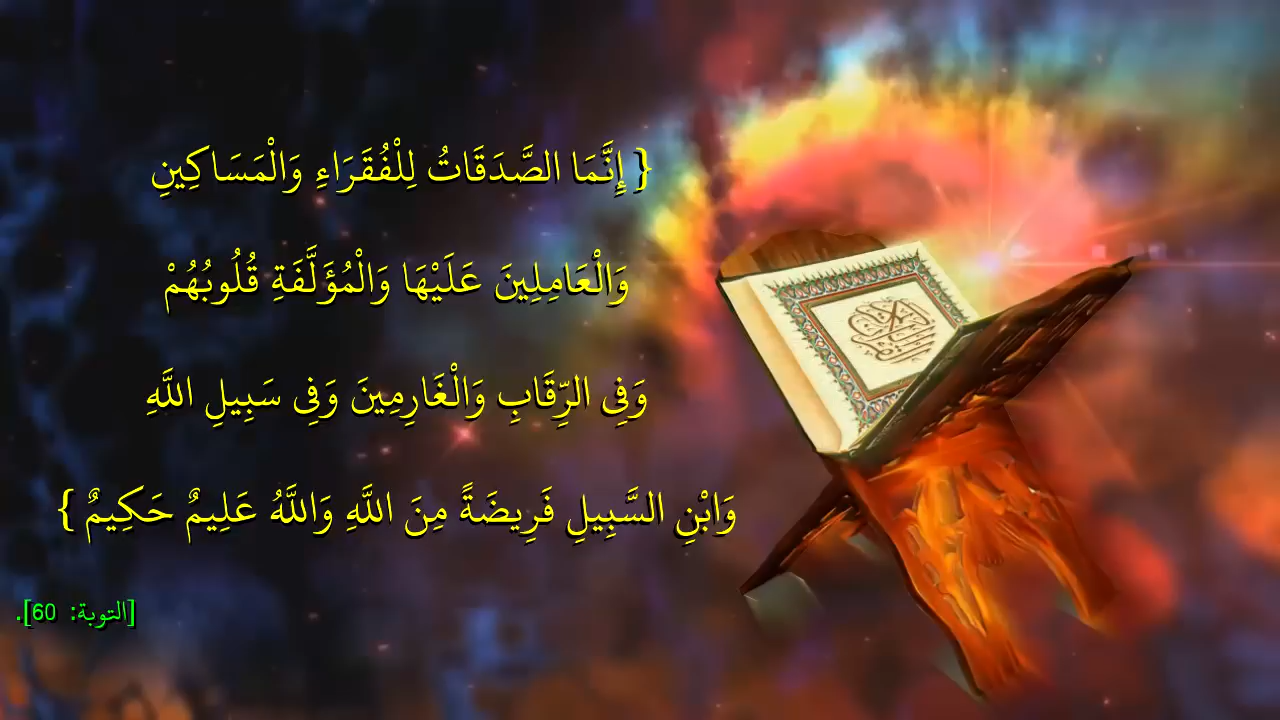 { إِنَّمَا الصَّدَقَاتُ لِلْفُقَرَاءِ وَالْمَسَاكِينِ
وَالْعَامِلِينَ عَلَيْهَا وَالْمُؤَلَّفَةِ قُلُوبُهُمْ
وَفِى الرِّقَابِ وَالْغَارِمِينَ وَفِى سَبِيلِ اللَّهِ
وَابْنِ السَّبِيلِ فَرِيضَةً مِنَ اللَّهِ وَاللَّهُ عَلِيمٌ حَكِيمٌ }
[التوبة: 60].